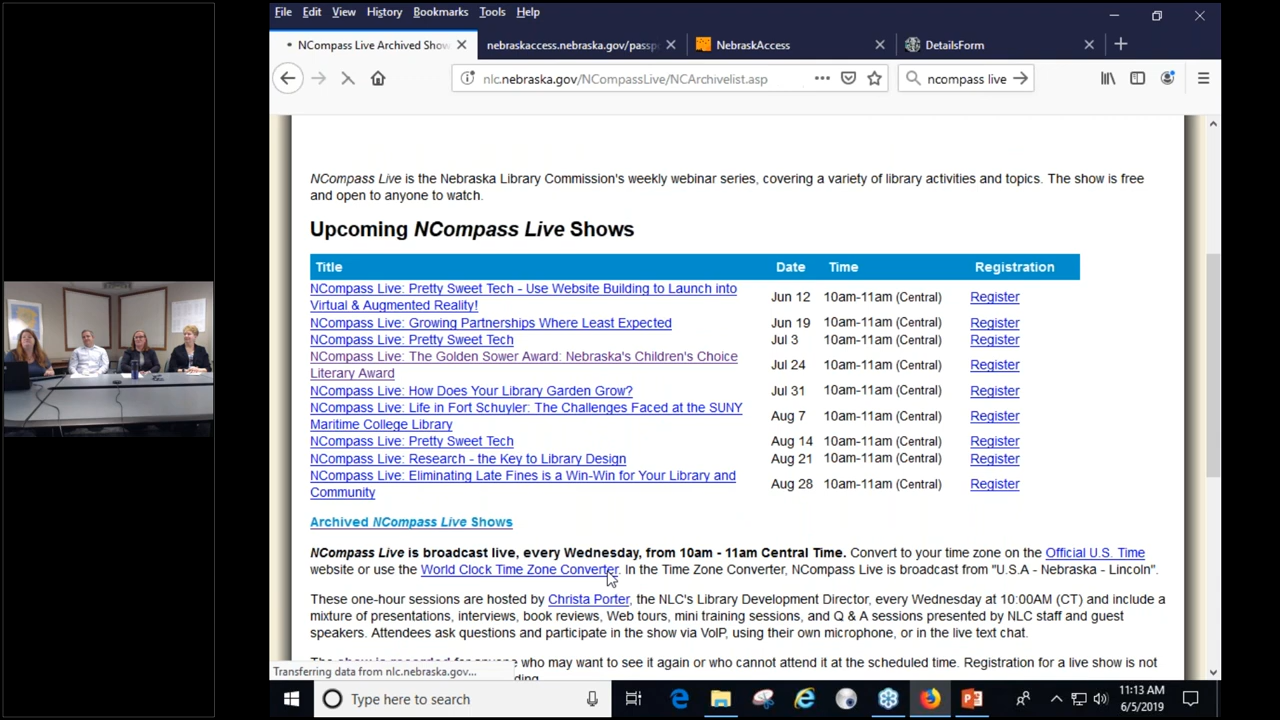 File Edit View History Bookmarks Tools Help
NCompass Live Archived Show
nebraskaccess.nebraska.gov/passp
NebraskAccess
DetailsForm
nlc.nebraska.gov/NCompassLive/NCArchivelist.asp
ncompass live
NCompass Live is the Nebraska Library Commission's weekly webinar series, covering a variety of library activities and topics. The show is free
and open to anyone to watch.
Upcoming NCompass Live Shows
Title Date Time Registration
NCompass Live: Pretty Sweet Tech - Use Website Building to Launch into
Virtual & Augmented Reality! Jun 12 10am-11am (Central) Register
NCompass Live: Growing Partnerships Where Least Expected Jun 19 10am-11am (Central) Register
NCompass Live: Pretty Sweet Tech Jul 3 10am-11am (Central) Register
NCompass Live: The Golden Sower Award: Nebraska's Children's Choice
Literary Award Jul 24 10am-11am (Central) Register
NCompass Live: How Does Your Library Garden Grow? Jul 31 10am-11am (Central) Register
NCompass Live: Life in Fort Schuyler: The Challenges Faced at the SUNY
Maritime College Library Aug 7 10am-11am (Central) Register
NCompass Live: Pretty Sweet Tech Aug 14 10am-11am (Central) Register
NCompass Live: Research - the Key to Library Design Aug 21 10am-11am (Central) Register
NCompass Live: Eliminating Late Fines is a Win-Win for Your Library and
Community Aug 28 10am-11am (Central) Register
Archived NCompass Live Shows
NCompass Live is broadcast live, every Wednesday, from 10am - 11am Central Time. Convert to your time zone on the Official U.S. Time
website or use the World Clock Time Zone Converter. In the Time Zone Converter, NCompass Live is broadcast from "U.S.A - Nebraska - Lincoln".
These one-hour sessions are hosted by Christa Porter, the NLC's Library Development Director, every Wednesday at 10:00AM (CT) and include a
mixture of presentations, interviews, book reviews, Web tours, mini training sessions, and Q & A sessions presented by NLC staff and guest
speakers. Attendees ask questions and participate in the show via VoIP, using their own microphone, or in the live text chat.
who may want to see it again or who cannot attend it at the scheduled time. Registration for a live show is not
Transferring data from nlc.nebraska.gov...
Type here to search
11:13 AM
6/5/2019